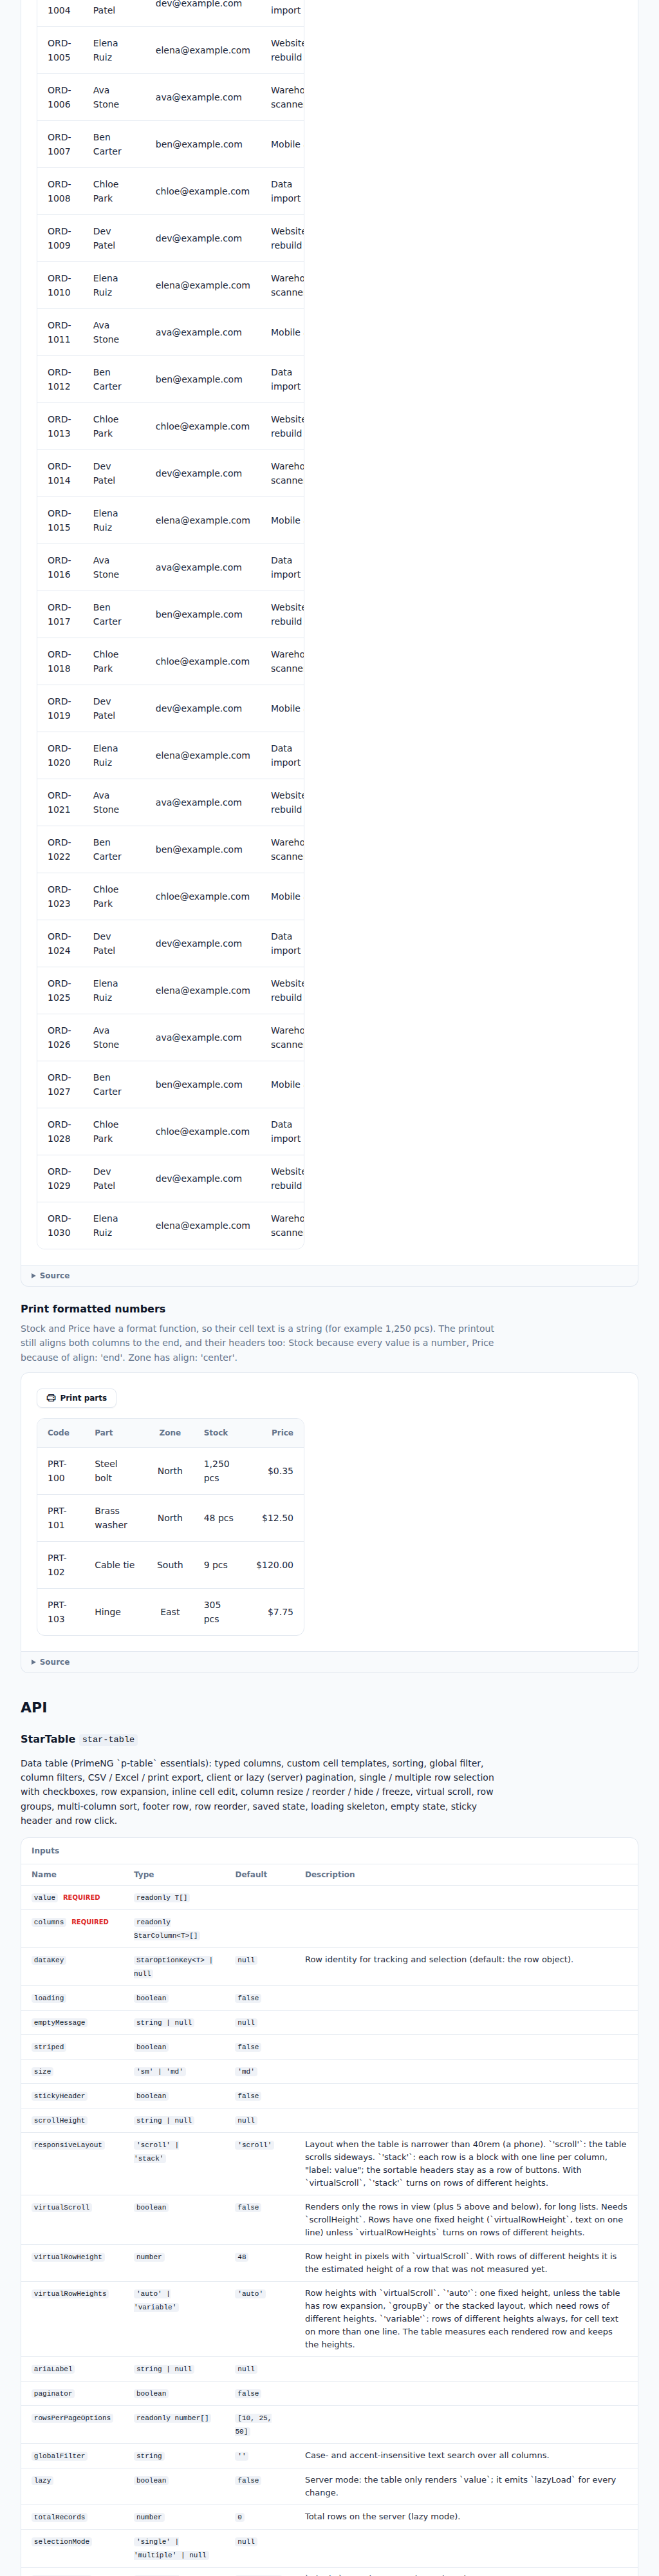 1004 Patel dev@example.com import
ORD- Elena Website
1005 Ruiz elena@example.com rebuild
ORD- Ava Wareho
1006 Stone ava@example.com scanne
ORD- Ben
1007 Carter ben@example.com Mobile
ORD- Chloe Data
1008 Park chloe@example.com import
ORD- Dev Website
1009 Patel dev@example.com rebuild
ORD- Elena Wareho
1010 Ruiz elena@example.com scanne
ORD- Ava
1011 Stone ava@example.com Mobile
ORD- Ben Data
1012 Carter ben@example.com import
ORD- Chloe Website
1013 Park chloe@example.com rebuild
ORD- Dev Wareho
1014 Patel dev@example.com scanne
ORD- Elena
1015 Ruiz elena@example.com Mobile
ORD- Ava Data
1016 Stone ava@example.com import
ORD- Ben Website
1017 Carter ben@example.com rebuild
ORD- Chloe Wareho
1018 Park chloe@example.com scanne
ORD- Dev
1019 Patel dev@example.com Mobile
ORD- Elena Data
1020 Ruiz elena@example.com import
ORD- Ava Website
1021 Stone ava@example.com rebuild
ORD- Ben Wareho
1022 Carter ben@example.com scanne
ORD- Chloe
1023 Park chloe@example.com Mobile
ORD- Dev Data
1024 Patel dev@example.com import
ORD- Elena Website
1025 Ruiz elena@example.com rebuild
ORD- Ava Wareho
1026 Stone ava@example.com scanne
ORD- Ben
1027 Carter ben@example.com Mobile
ORD- Chloe Data
1028 Park chloe@example.com import
ORD- Dev Website
1029 Patel dev@example.com rebuild
ORD- Elena Wareho
1030 Ruiz elena@example.com scanne
Source
Print formatted numbers
Stock and Price have a format function, so their cell text is a string (for example 1,250 pcs). The printout
still aligns both columns to the end, and their headers too: Stock because every value is a number, Price
because of align: 'end'. Zone has align: 'center'.
Print parts
Code Part Zone Stock Price
PRT- Steel 1,250
100 bolt North pcs $0.35
PRT- Brass
101 washer North 48 pcs $12.50
PRT-
102 Cable tie South 9 pcs $120.00
PRT- 305
103 Hinge East pcs $7.75
Source
API
StarTable star-table
Data table (PrimeNG `p-table` essentials): typed columns, custom cell templates, sorting, global filter,
column filters, CSV / Excel / print export, client or lazy (server) pagination, single / multiple row selection
with checkboxes, row expansion, inline cell edit, column resize / reorder / hide / freeze, virtual scroll, row
groups, multi-column sort, footer row, row reorder, saved state, loading skeleton, empty state, sticky
header and row click.
Inputs
Name Type Default Description
value REQUIRED readonly T[]
columns REQUIRED readonly
StarColumn<T>[]
dataKey StarOptionKey<T> | null Row identity for tracking and selection (default: the row object).
null
loading boolean false
emptyMessage string | null null
striped boolean false
size 'sm' | 'md' 'md'
stickyHeader boolean false
scrollHeight string | null null
responsiveLayout 'scroll' | 'scroll' Layout when the table is narrower than 40rem (a phone). `'scroll'`: the table
'stack' scrolls sideways. `'stack'`: each row is a block with one line per column,
"label: value"; the sortable headers stay as a row of buttons. With
`virtualScroll`, `'stack'` turns on rows of different heights.
virtualScroll boolean false Renders only the rows in view (plus 5 above and below), for long lists. Needs
`scrollHeight`. Rows have one fixed height (`virtualRowHeight`, text on one
line) unless `virtualRowHeights` turns on rows of different heights.
virtualRowHeight number 48 Row height in pixels with `virtualScroll`. With rows of different heights it is
the estimated height of a row that was not measured yet.
virtualRowHeights 'auto' | 'auto' Row heights with `virtualScroll`. `'auto'`: one fixed height, unless the table
'variable' has row expansion, `groupBy` or the stacked layout, which need rows of
different heights. `'variable'`: rows of different heights always, for cell text
on more than one line. The table measures each rendered row and keeps
the heights.
ariaLabel string | null null
paginator boolean false
rowsPerPageOptions readonly number[] [10, 25,
50]
globalFilter string '' Case- and accent-insensitive text search over all columns.
lazy boolean false Server mode: the table only renders `value`; it emits `lazyLoad` for every
change.
totalRecords number 0 Total rows on the server (lazy mode).
selectionMode 'single' | null
'multiple' | null